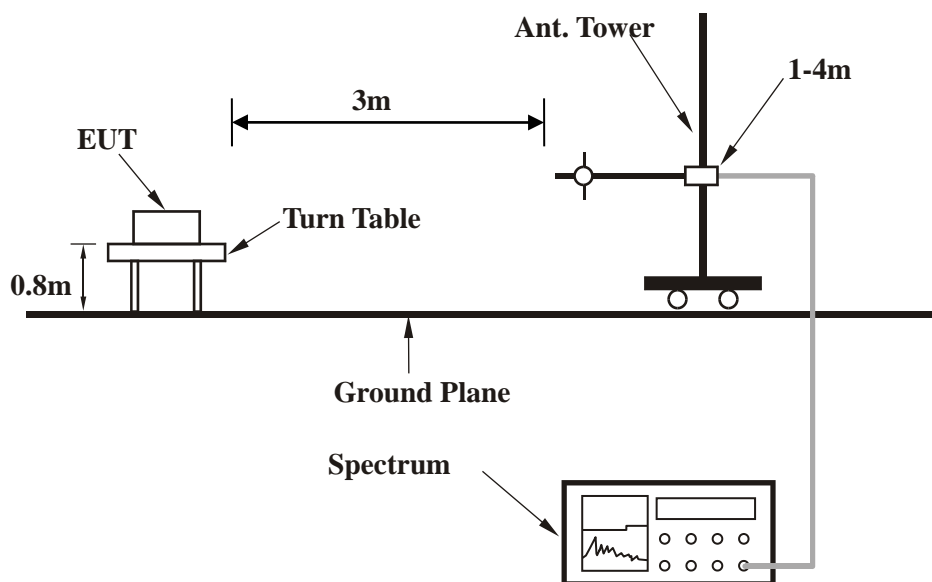 Ant. Tower
1-4m
3m
EUT
Turn Table
0.8m
Ground Plane
Spectrum